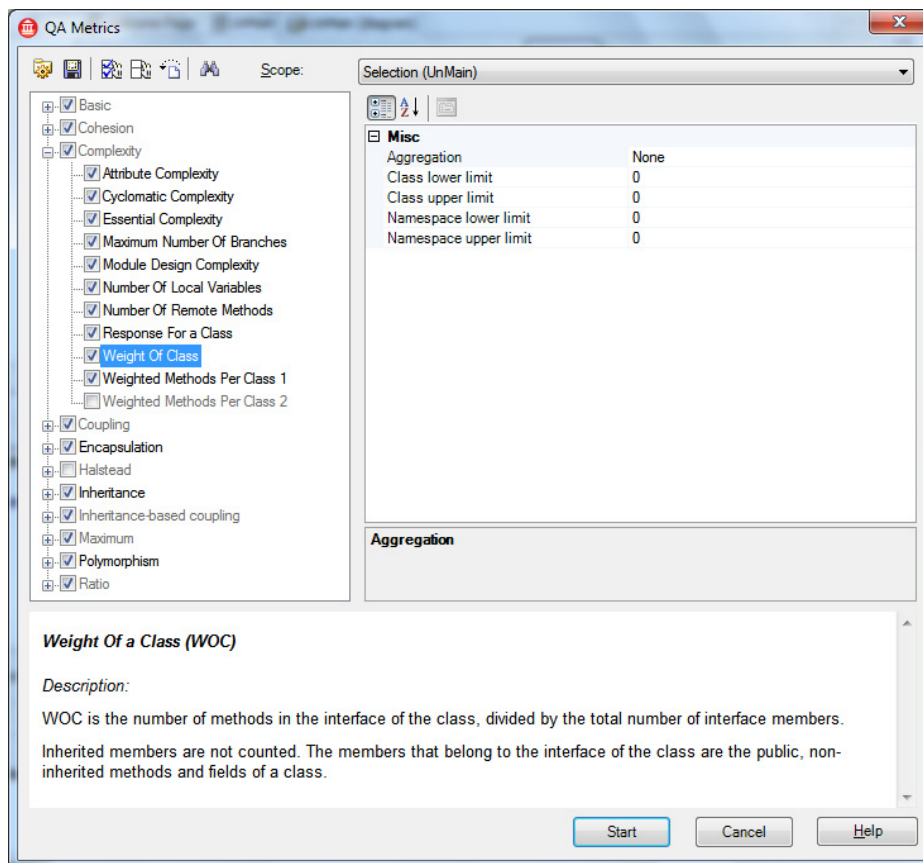 QA Metrics
Scope:
Selection (UnMain)
Basic
Cohesion
Complexity
Attribute Complexity
Cyclomatic Complexity
Essential Complexity
Maximum Number Of Branches
Module Design Complexity
Number Of Local Variables
Number Of Remote Methods
Response For a Class
Weight Of Class
Weighted Methods Per Class 1
Weighted Methods Per Class 2
Coupling
Encapsulation
Halstead
Inheritance
Inheritance-based coupling
Maximum
Polymorphism
Ratio
Misc
Aggregation None
Class lower limit 0
Class upper limit 0
Namespace lower limit 0
Namespace upper limit 0
Aggregation
Weight Of a Class (WOC)
Description:
WOC is the number of methods in the interface of the class, divided by the total number of interface members.
Inherited members are not counted. The members that belong to the interface of the class are the public, non-
inherited methods and fields of a class.
Start Cancel Help